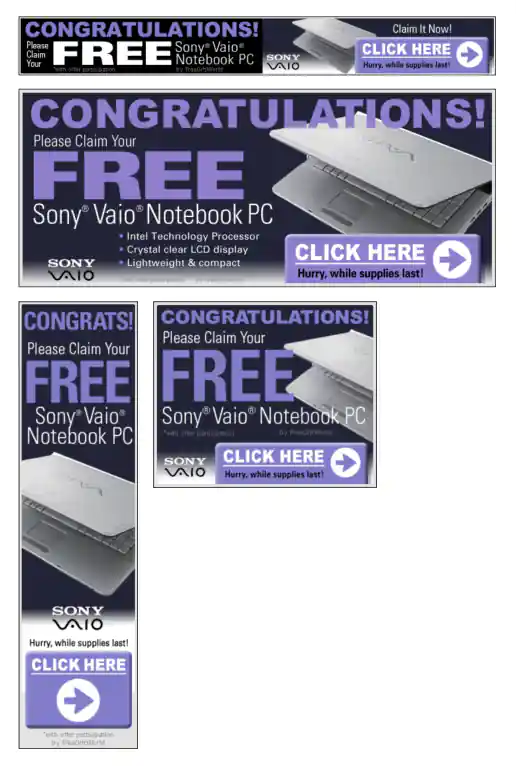 CONGRATULATIONS!
Please
Claim
Your
FREE
Sony® Vaio®
Notebook PC
*with offer participation
SONY
VAIO
Claim It Now!
CLICK HERE
Hurry, while supplies last!
CONGRATULATIONS!
Please Claim Your
FREE
Sony® Vaio® Notebook PC
• Intel Technology Processor
• Crystal clear LCD display
• Lightweight & compact
SONY
VAIO
CLICK HERE
Hurry, while supplies last!
CONGRATS!
Please Claim Your
FREE
Sony® Vaio®
Notebook PC
SONY
VAIO
Hurry, while supplies last!
CLICK HERE
*with offer participation
CONGRATULATIONS!
Please Claim Your
FREE
Sony® Vaio® Notebook PC
*with offer participation
SONY
VAIO
CLICK HERE
Hurry, while supplies last!